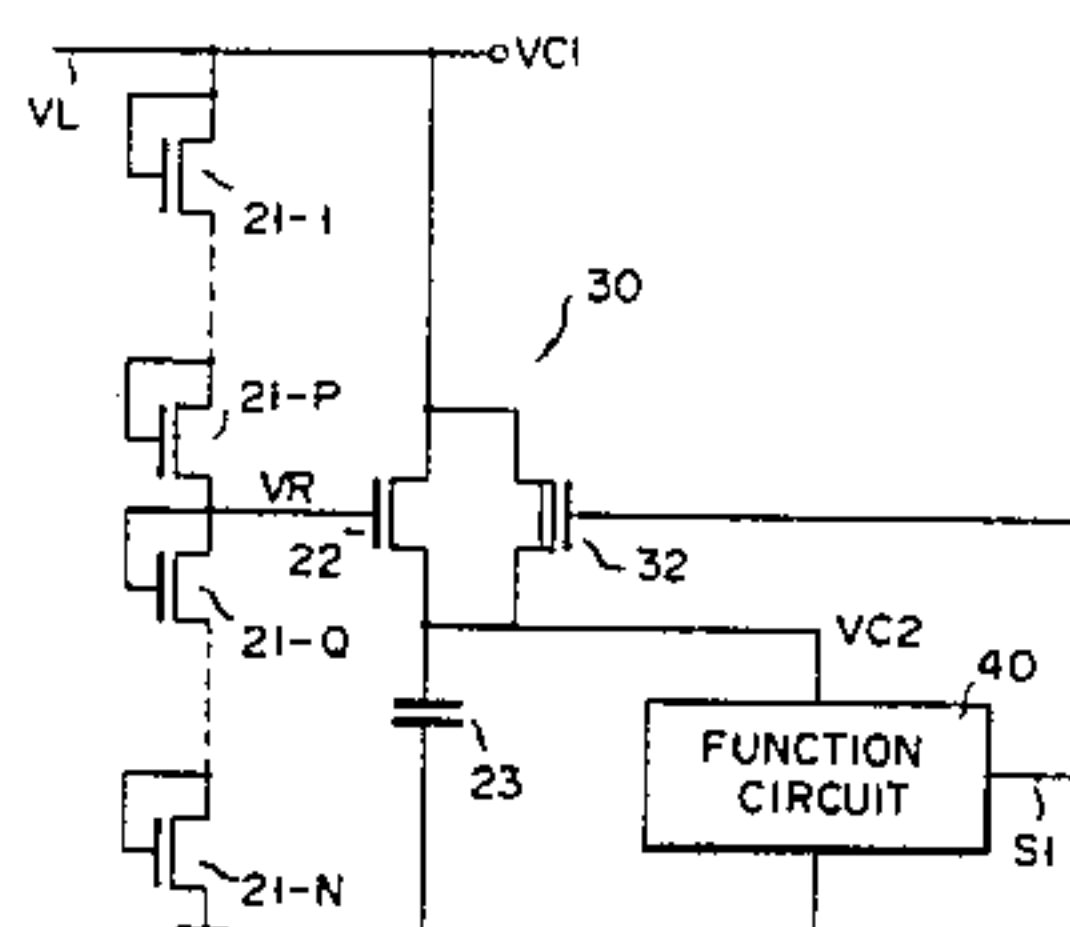 VC1
VL
21-1
30
21-P
VR
22
32
21-Q
VC2
40
FUNCTION
CIRCUIT
23
S1
21-N